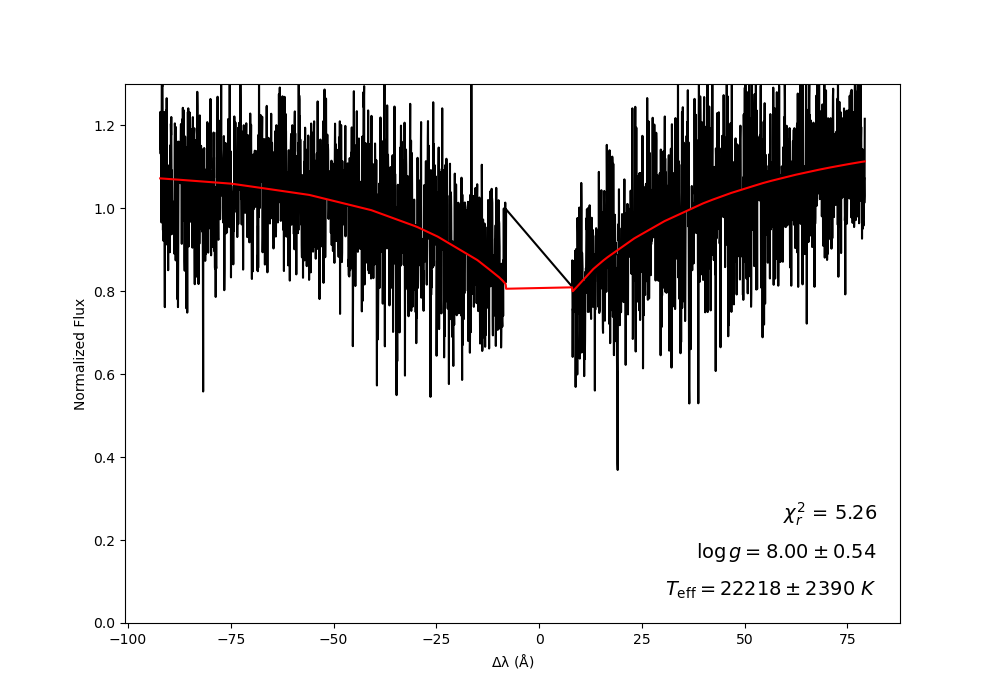 Normalized Flux
1.2
1.0
0.8
0.6
0.4
0.2
0.0
χ²ᵣ = 5.26
log g = 8.00 ± 0.54
T_eff = 22218 ± 2390 K
−100 −75 −50 −25 0 25 50 75
Δλ (Å)